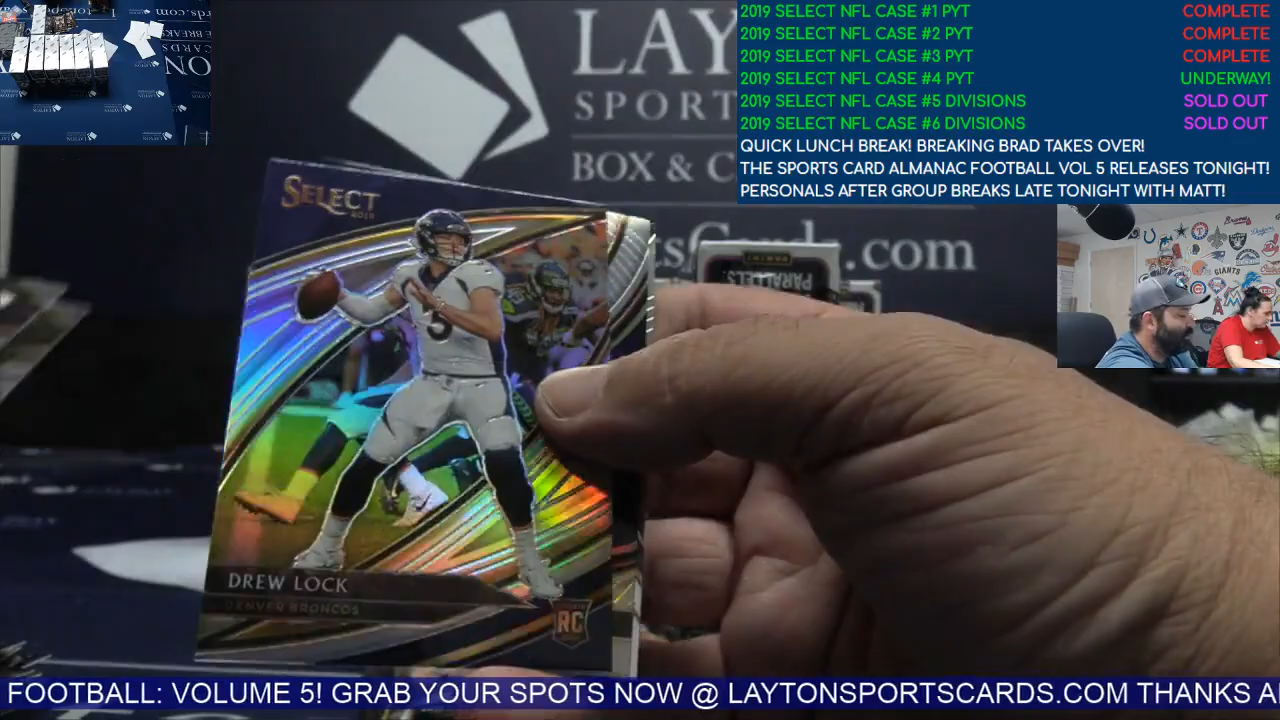 2019 SELECT NFL CASE #1 PYT COMPLETE
2019 SELECT NFL CASE #2 PYT COMPLETE
2019 SELECT NFL CASE #3 PYT COMPLETE
2019 SELECT NFL CASE #4 PYT UNDERWAY!
2019 SELECT NFL CASE #5 DIVISIONS SOLD OUT
2019 SELECT NFL CASE #6 DIVISIONS SOLD OUT
QUICK LUNCH BREAK! BREAKING BRAD TAKES OVER!
THE SPORTS CARD ALMANAC FOOTBALL VOL 5 RELEASES TONIGHT!
PERSONALS AFTER GROUP BREAKS LATE TONIGHT WITH MATT!
LAY
SPORT
BOX & C
sCard.com
PARALLELS
SELECT
DREW LOCK
DENVER BRONCOS
RC
FOOTBALL: VOLUME 5! GRAB YOUR SPOTS NOW @ LAYTONSPORTSCARDS.COM THANKS A